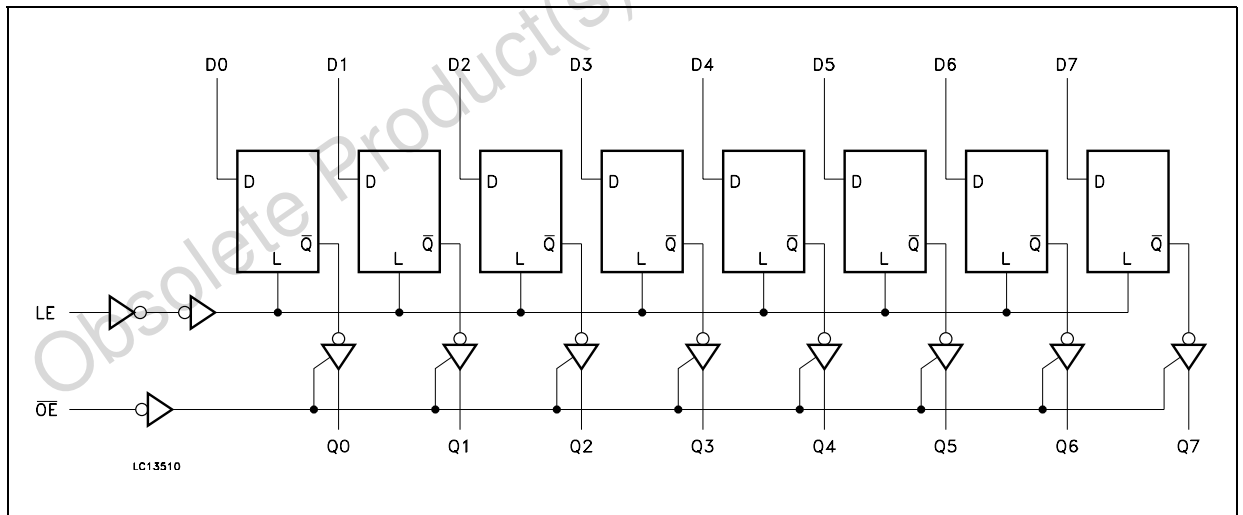 Obsolete Product(s)
D0 D1 D2 D3 D4 D5 D6 D7
D D D D D D D D
Q̅ Q̅ Q̅ Q̅ Q̅ Q̅ Q̅ Q̅
L L L L L L L L
LE
O̅E̅
Q0 Q1 Q2 Q3 Q4 Q5 Q6 Q7
LC13510